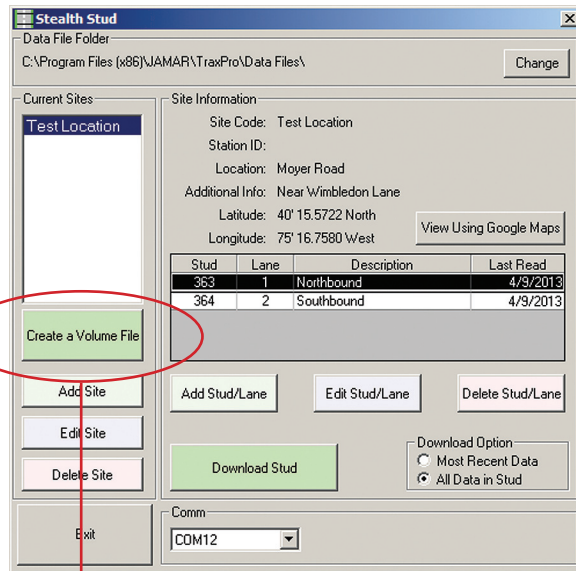 Stealth Stud
Data File Folder
C:\Program Files (x86)\JAMAR\TraxPro\Data Files\
Change
Current Sites
Test Location
Create a Volume File
Add Site
Edit Site
Delete Site
Exit
Site Information
Site Code: Test Location
Station ID:
Location: Moyer Road
Additional Info: Near Wimbledon Lane
Latitude: 40' 15.5722 North
Longitude: 75' 16.7580 West
View Using Google Maps
Stud Lane Description Last Read
363 1 Northbound 4/9/2013
364 2 Southbound 4/9/2013
Add Stud/Lane
Edit Stud/Lane
Delete Stud/Lane
Download Stud
Download Option
Most Recent Data
All Data in Stud
Comm
COM12